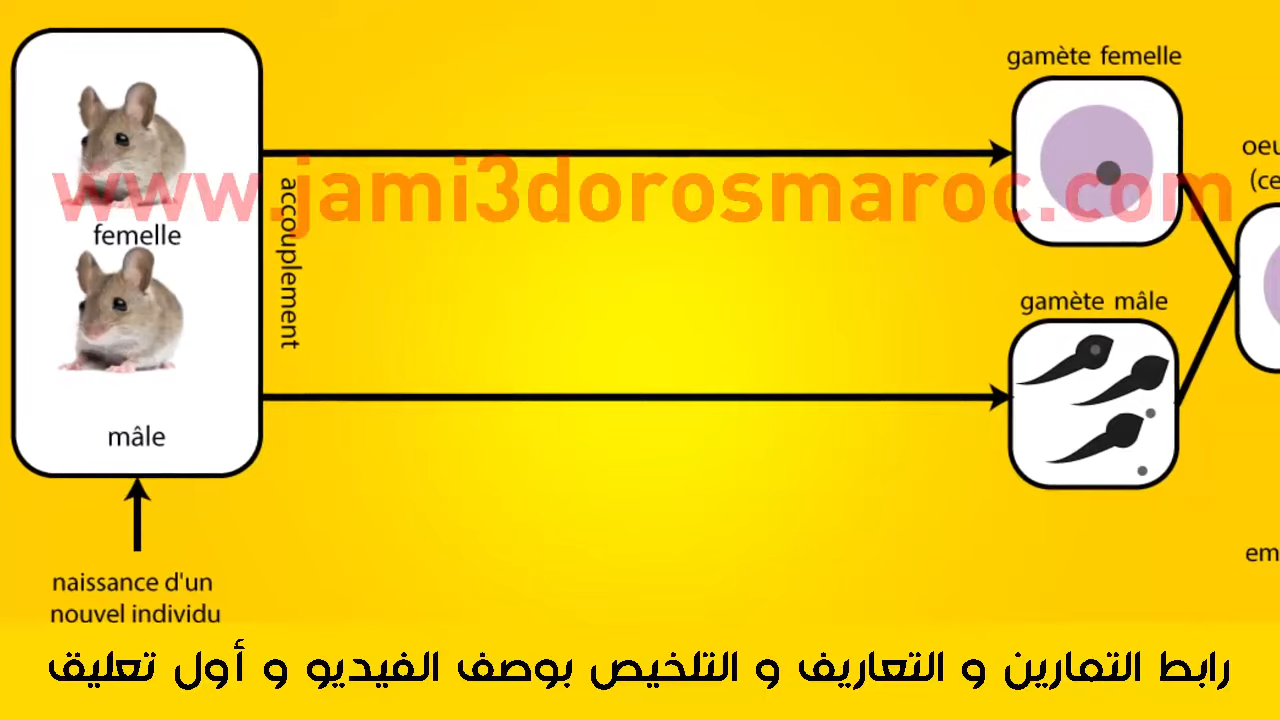 gamète femelle
oeu
(ce
www.jami3dorosmaroc.com
accouplement
femelle
gamète mâle
mâle
em
naissance d'un
nouvel individu
رابط التمارين و التعاريف و التلخيص بوصف الفيديو و أول تعليق